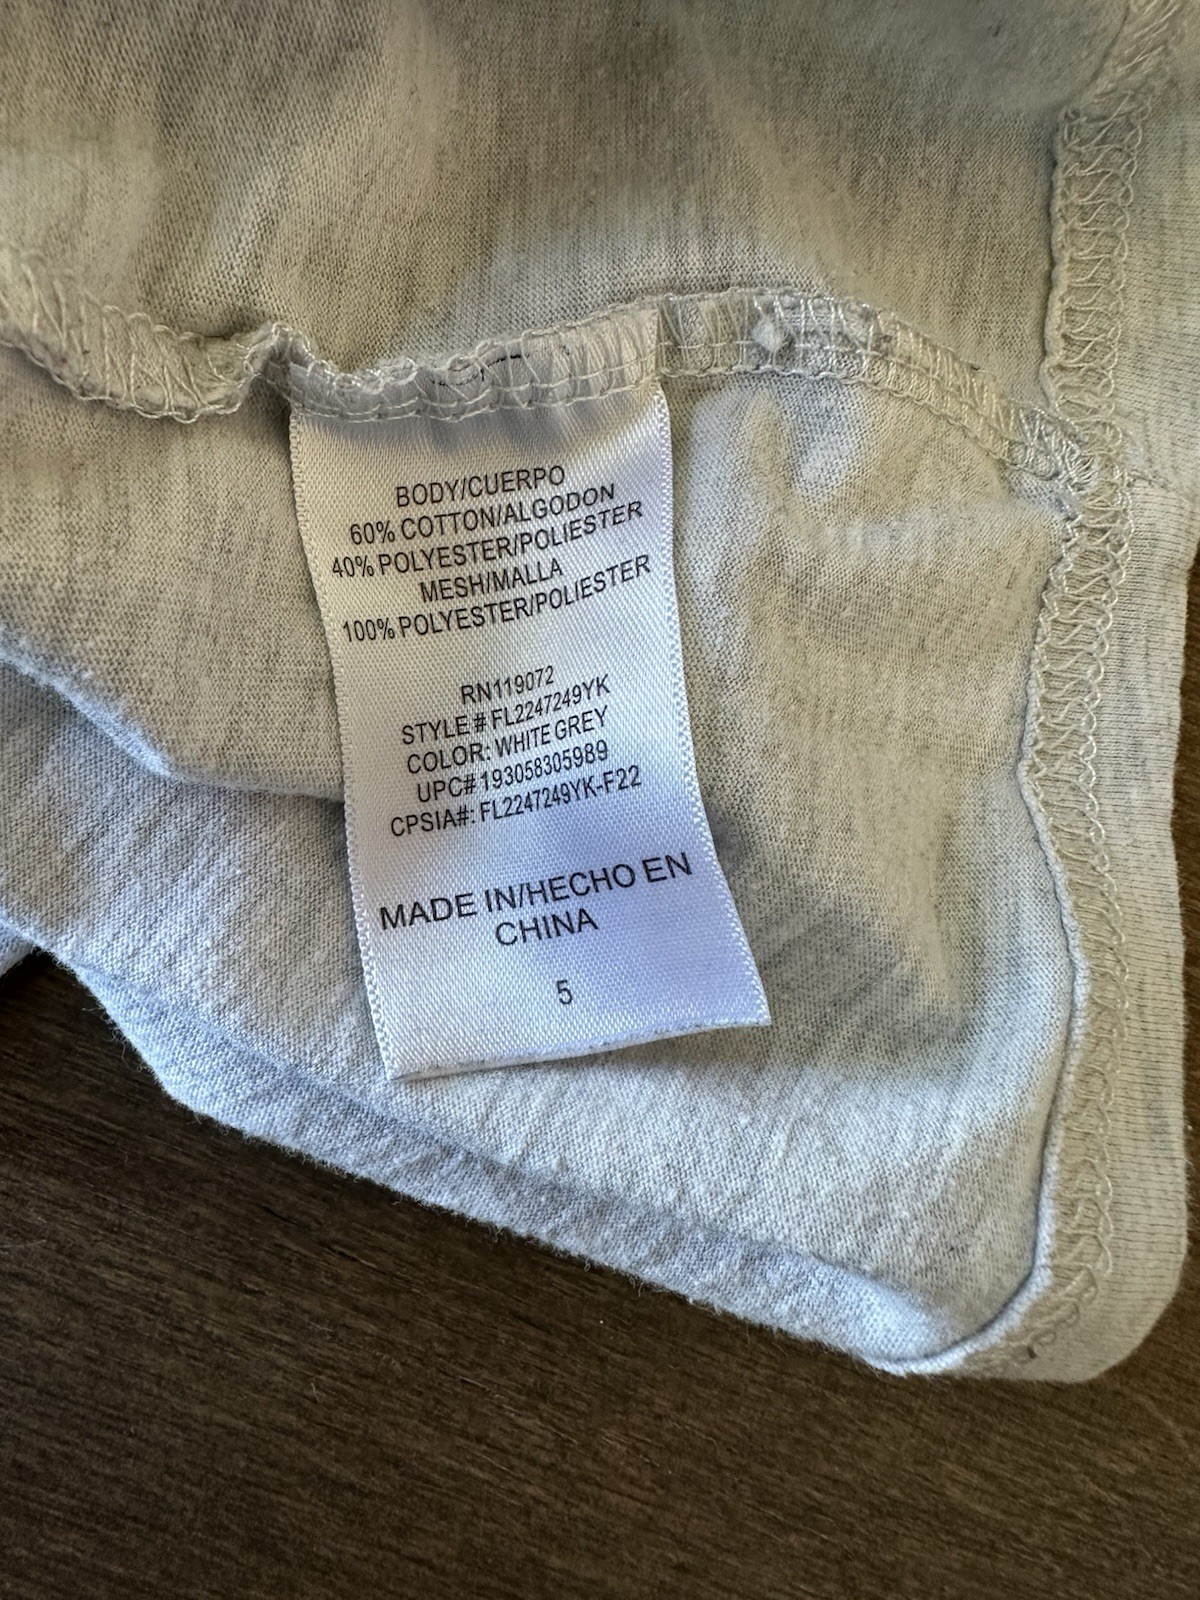 BODY/CUERPO
60% COTTON/ALGODON
40% POLYESTER/POLIESTER
MESH/MALLA
100% POLYESTER/POLIESTER
RN119072
STYLE # FL2247249YK
COLOR: WHITE GREY
UPC# 193058305989
CPSIA#: FL2247249YK-F22
MADE IN/HECHO EN
CHINA
5